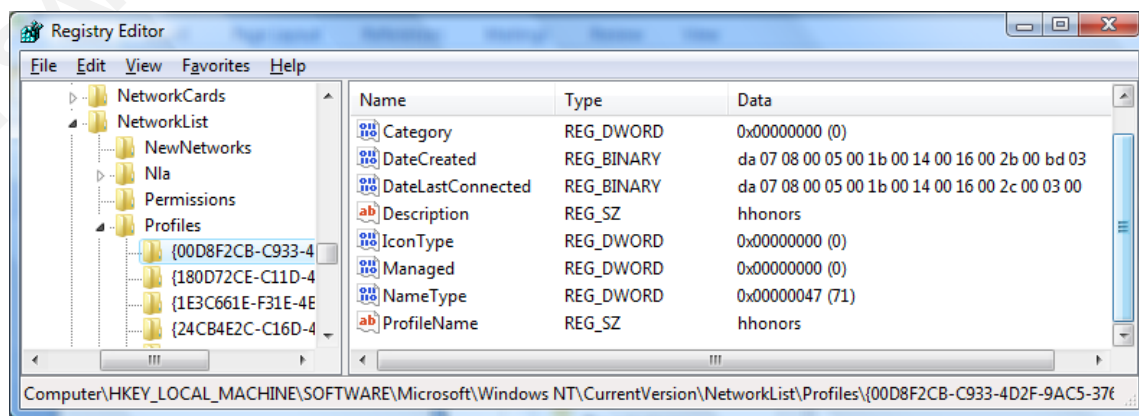 Registry Editor
File Edit View Favorites Help
NetworkCards
NetworkList
NewNetworks
Nla
Permissions
Profiles
{00D8F2CB-C933-4
{180D72CE-C11D-4
{1E3C661E-F31E-4E
{24CB4E2C-C16D-4
Name Type Data
Category REG_DWORD 0x00000000 (0)
DateCreated REG_BINARY da 07 08 00 05 00 1b 00 14 00 16 00 2b 00 bd 03
DateLastConnected REG_BINARY da 07 08 00 05 00 1b 00 14 00 16 00 2c 00 03 00
Description REG_SZ hhonors
IconType REG_DWORD 0x00000000 (0)
Managed REG_DWORD 0x00000000 (0)
NameType REG_DWORD 0x00000047 (71)
ProfileName REG_SZ hhonors
Computer\HKEY_LOCAL_MACHINE\SOFTWARE\Microsoft\Windows NT\CurrentVersion\NetworkList\Profiles\{00D8F2CB-C933-4D2F-9AC5-376